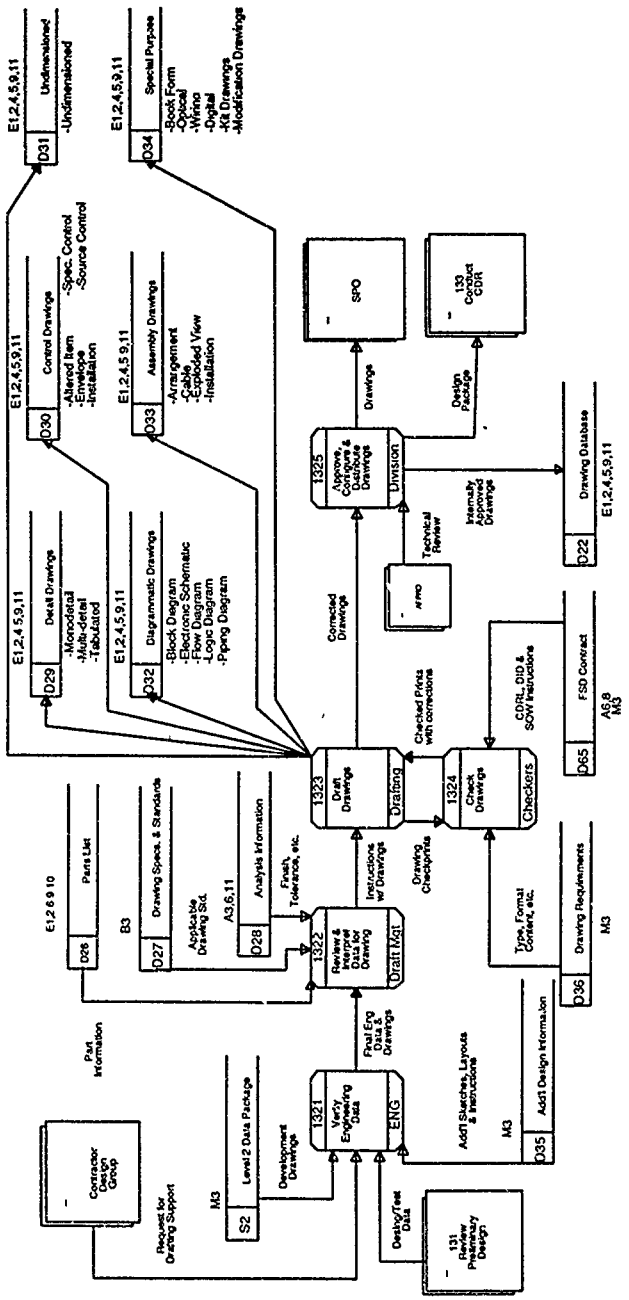 E1,2,4,5,9,11
D31
Undimensioned
-Undimensioned
E1,2,4,5,9,11
D34
Special Purpose
-Book Form
-Optical
-Wiring
-Digital
-Kit Drawings
-Modification Drawings
E1,2,4,5,9,11
D30
Control Drawings
-Altered Item
-Envelope
-Installation
-Spec. Control
-Source Control
E1,2,4,5 9,11
D33
Assembly Drawings
-Arrangement
-Cable
-Exploded View
-Installation
E1,2,4 5,9,11
D29
Detail Drawings
-Monodetail
-Multi-detail
-Tabulated
E1,2,4,5,9,11
D32
Diagrammatic Drawings
-Block Diagram
-Electronic Schematic
-Flow Diagram
-Logic Diagram
-Piping Diagram
E1,2 6 9 10
D26
Parts List
B3
D27
Drawing Specs. & Standards
Applicable
Drawing Std.
A3,6,11
D28
Analysis Information
Finish,
Tolerance, etc.
Part
Information
Contractor
Design
Group
Request for
Drafting Support
M3
S2
Level 2 Data Package
Development
Drawings
1321
Verify
Engineering
Data
ENG
Final Eng
Data &
Drawings
1322
Review &
Interpret
Data for
Drawing
Draft Mgt
Instructions
w/ Drawings
1323
Draft
Drawings
Drafting
Corrected
Drawings
1325
Approve,
Configure &
Distribute
Drawings
Division
Drawings
SPO
Design
Package
133
Conduct
CDR
Technical
Review
AFPRO
Internally
Approved
Drawings
D22
Drawing Database
E1,2,4,5,9,11
Drawing
Checkprints
Checked Prints
with corrections
1324
Check
Drawings
Checkers
CDRL, DID &
SOW Instructions
D65
FSD Contract
A6,8
M3
Type, Format
Content, etc.
D36
Drawing Requirements
M3
Desing/Test
Data
131
Review
Preliminary
Design
Add'l Sketches, Layouts
& Instructions
M3
D35
Add'l Design Information